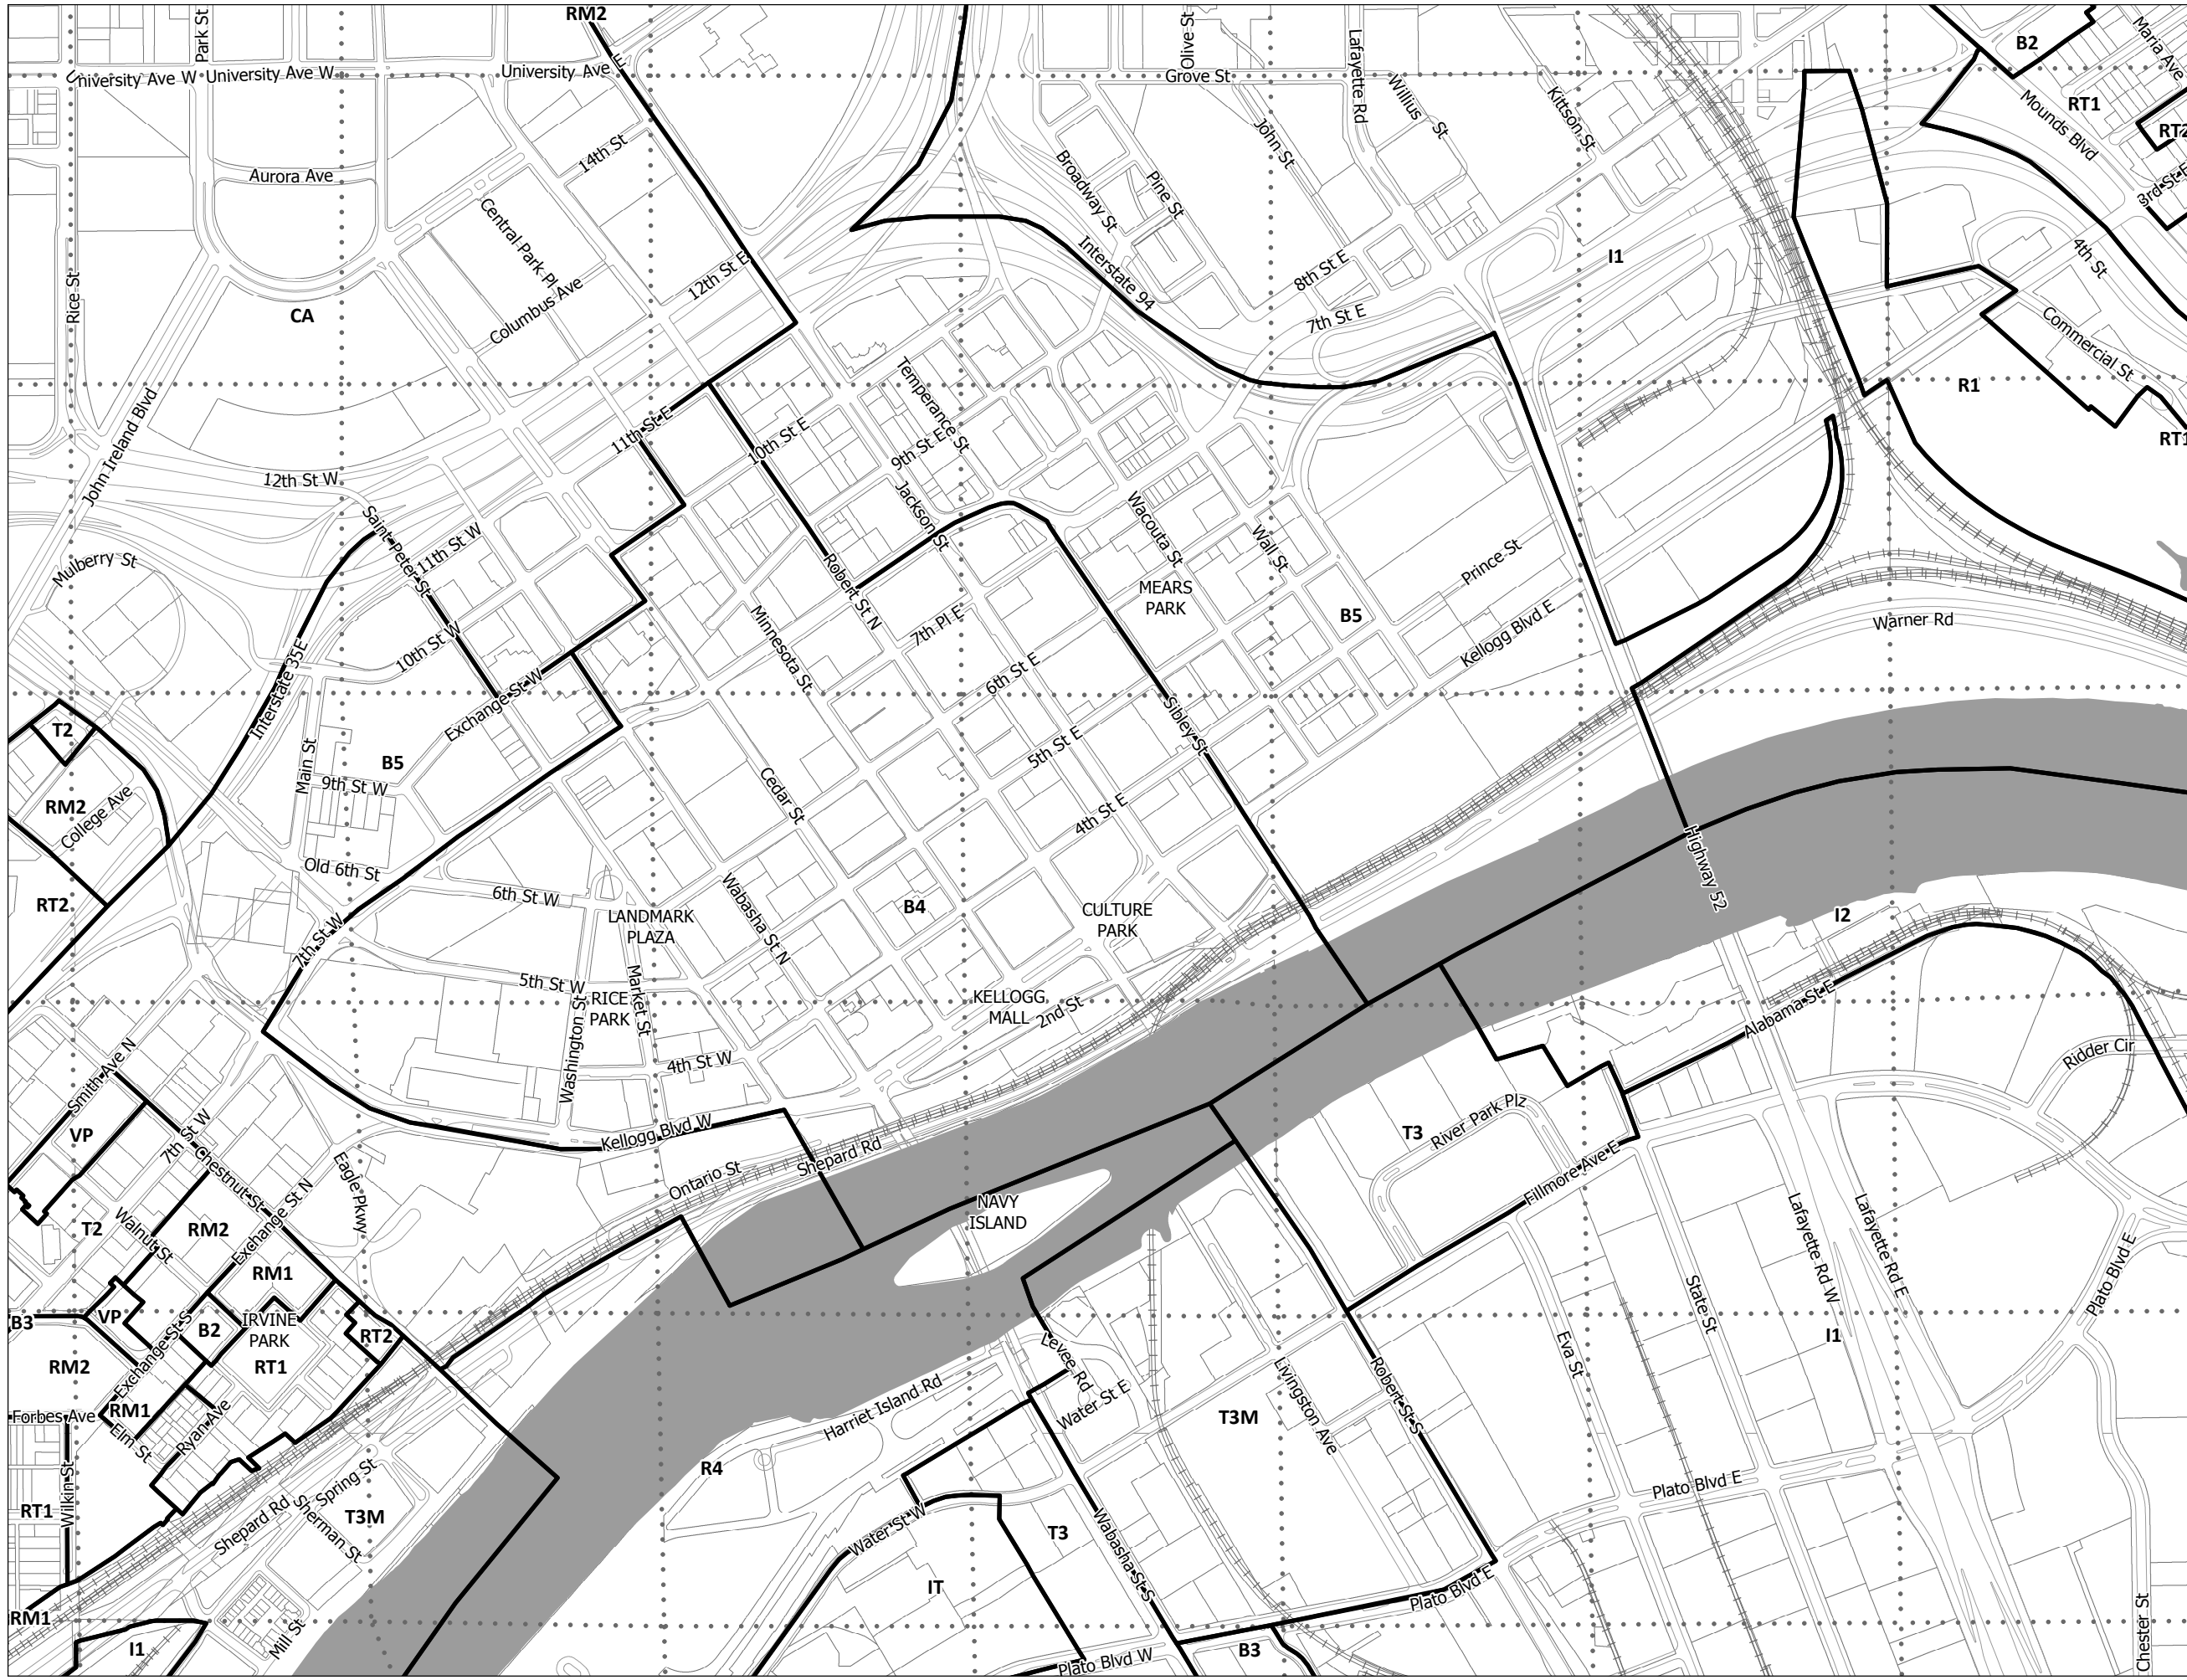 RM2
Park St
Olive St
Lafayette Rd
B2
Maria Ave
University Ave W
University Ave W
University Ave E
Grove St
Willius St
Kittson St
Mounds Blvd
RT1
RT2
14th St
John St
Aurora Ave
Broadway St
Pine St
3rd St E
Central Park Pl
Interstate 94
4th St
I1
12th St E
8th St E
Rice St
CA
Columbus Ave
7th St E
Commercial St
Temperance St
R1
John Ireland Blvd
11th St E
10th St E
9th St E
RT1
12th St W
Jackson St
Wacouta St
Saint Peter St
11th St W
Wall St
Prince St
Mulberry St
Robert St N
MEARS
PARK
B5
Kellogg Blvd E
Warner Rd
7th Pl E
Minnesota St
10th St W
6th St E
Interstate 35E
Exchange St W
Sibley St
T2
B5
Main St
9th St W
5th St E
RM2
College Ave
Cedar St
4th St E
Highway 52
Old 6th St
6th St W
Wabasha St N
B4
RT2
LANDMARK
PLAZA
CULTURE
PARK
I2
7th St W
5th St W
Market St
RICE
PARK
KELLOGG
MALL
2nd St
Alabama St E
Washington St
4th St W
Ridder Cir
Smith Ave N
VP
River Park Plz
T3
Kellogg Blvd W
Shepard Rd
7th St W
Chestnut St
Eagle Pkwy
Ontario St
Fillmore Ave E
NAVY
ISLAND
T2
Walnut St
RM2
Exchange St N
Lafayette Rd W
Lafayette Rd E
Plato Blvd E
RM1
State St
B3
VP
B2
IRVINE
PARK
RT2
I1
RM2
Exchange St S
RT1
Levee Rd
Eva St
Robert St S
Livingston Ave
Harriet Island Rd
Water St E
T3M
Forbes Ave
RM1
Elm St
Ryan Ave
R4
Wilkin St
Spring St
Plato Blvd E
RT1
Shepard Rd
Sherman St
T3M
Water St W
T3
Wabasha St S
IT
Plato Blvd E
RM1
I1
Mill St
B3
Plato Blvd W
Chester St